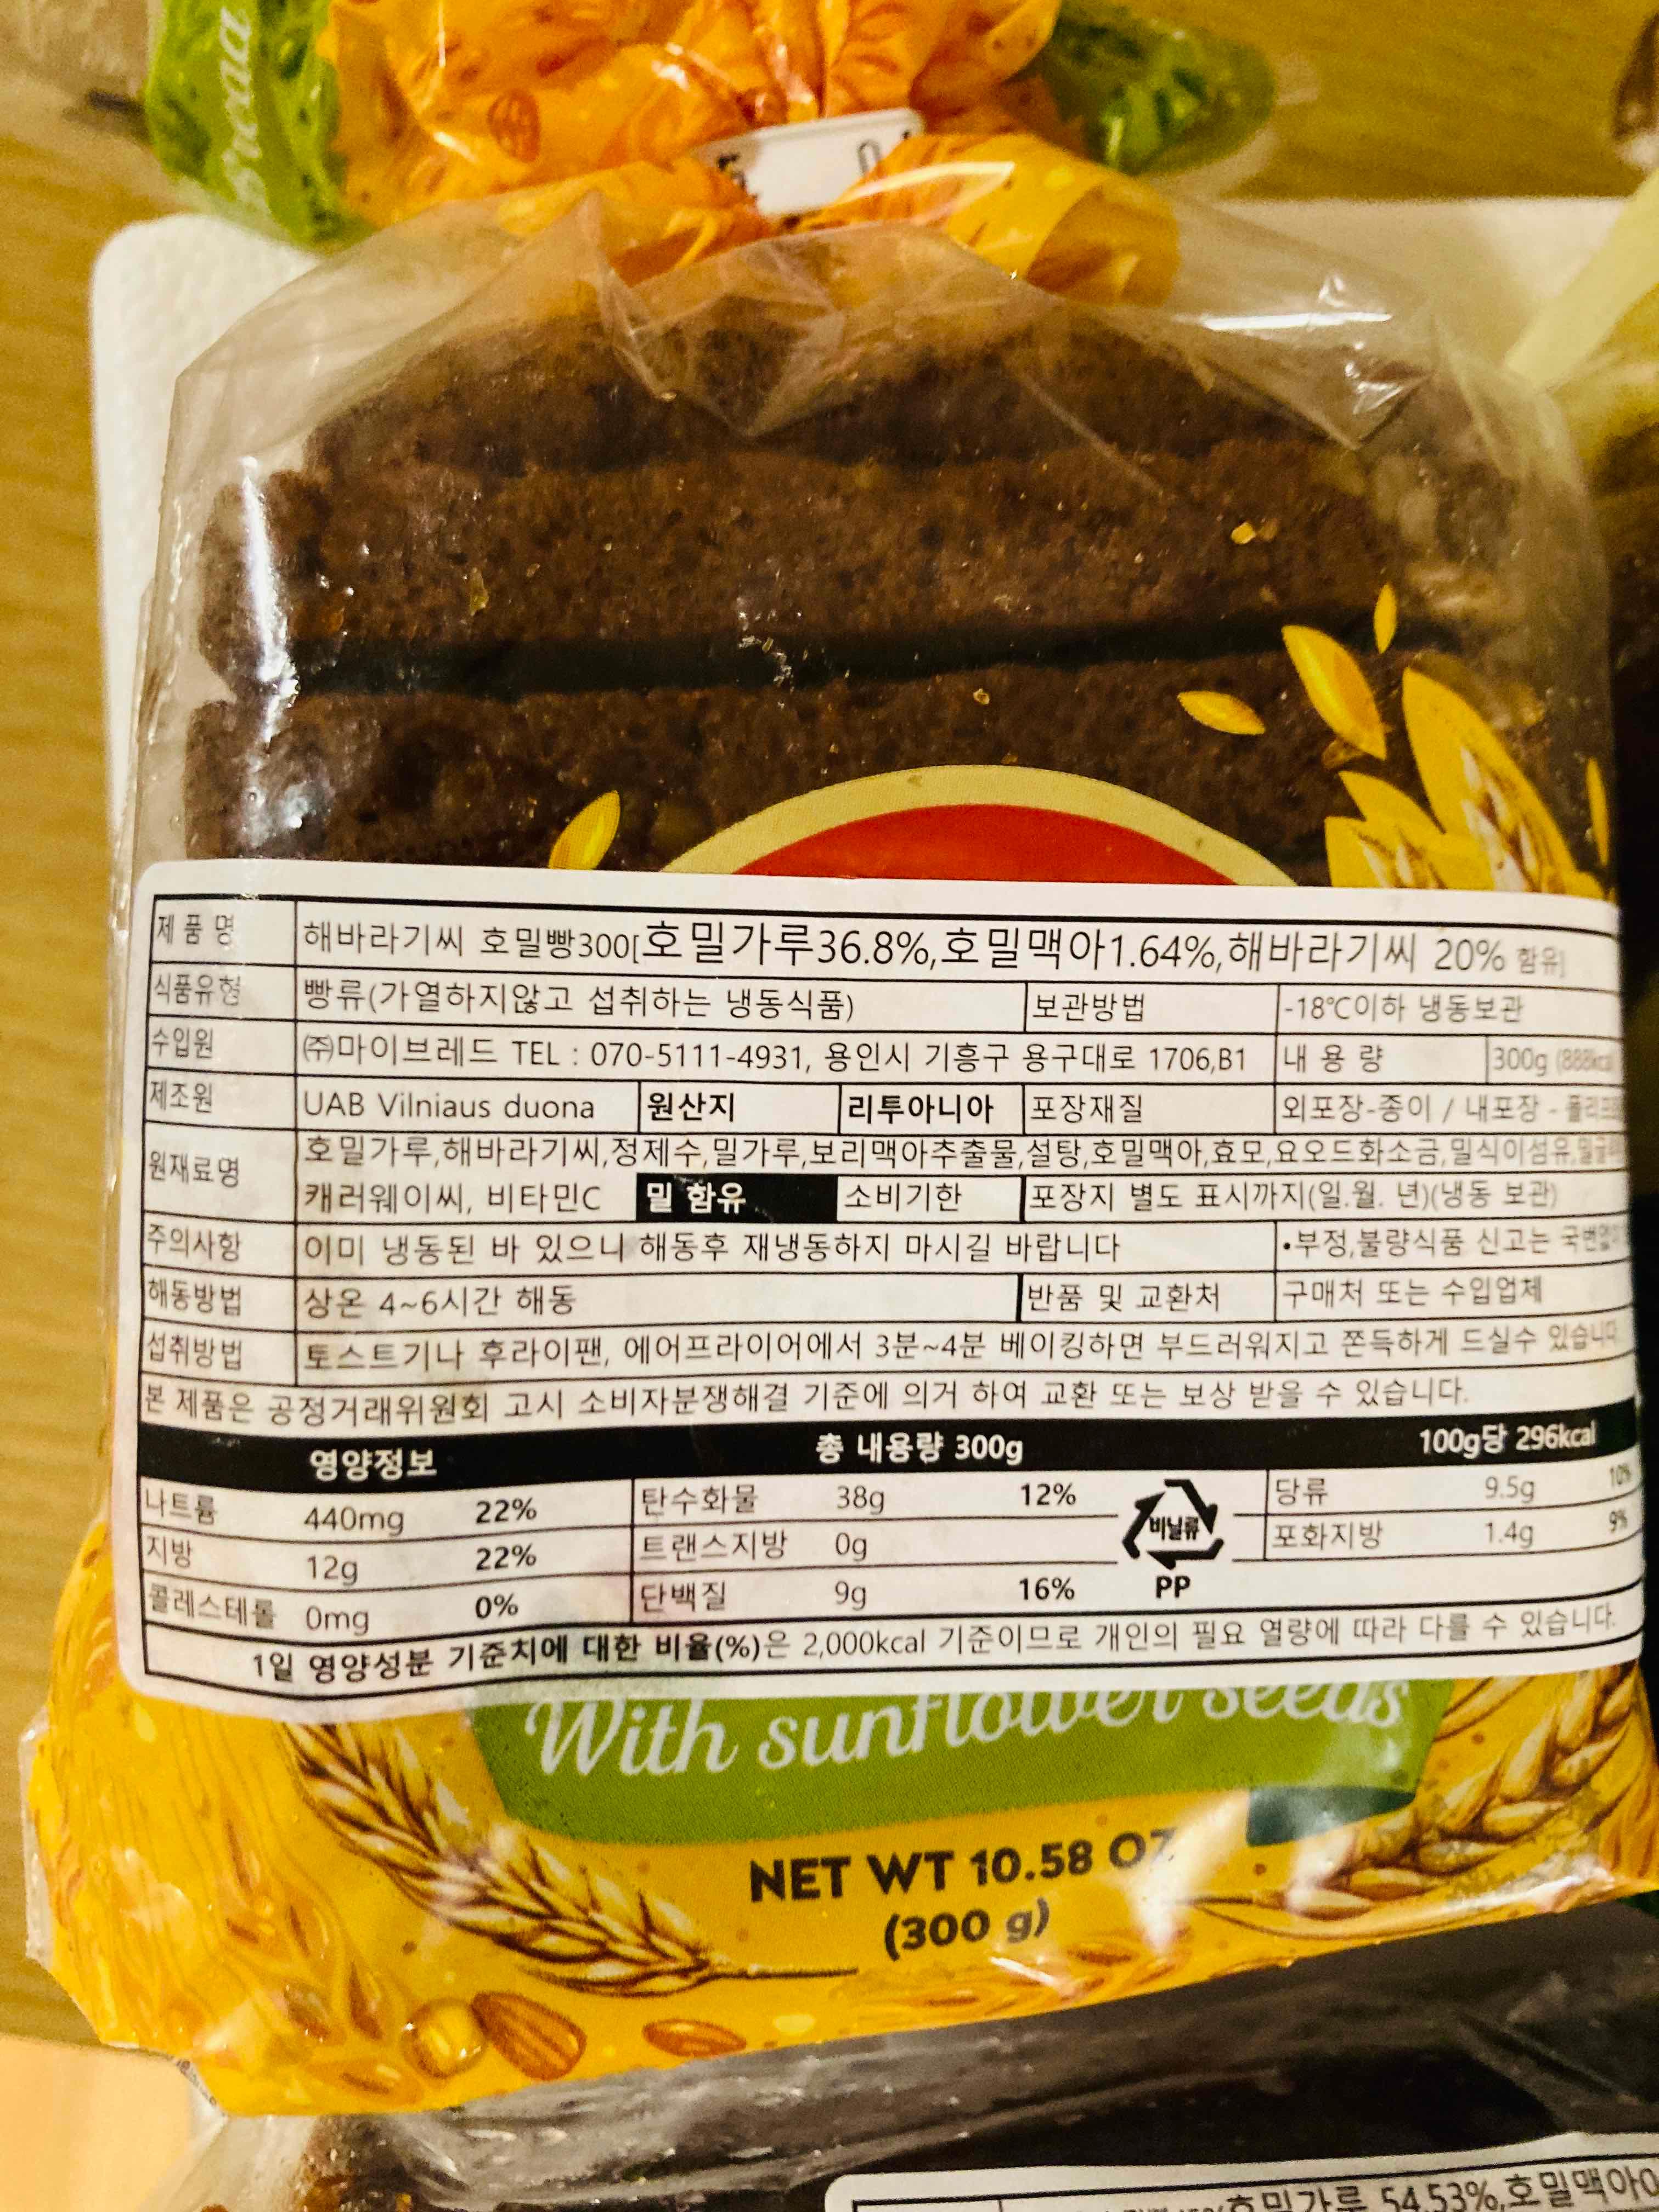 bread
제 품 명 해바라기씨 호밀빵300[호밀가루36.8%,호밀맥아1.64%,해바라기씨 20% 함유]
식품유형 빵류(가열하지않고 섭취하는 냉동식품) 보관방법 -18℃이하 냉동보관
수입원 ㈜마이브레드 TEL : 070-5111-4931, 용인시 기흥구 용구대로 1706,B1 내 용 량 300g (888kcal
제조원 UAB Vilniaus duona 원산지 리투아니아 포장재질 외포장-종이 / 내포장 -
원재료명 호밀가루,해바라기씨,정제수,밀가루,보리맥아추출물,설탕,호밀맥아,효모,요오드화소금,밀식이섬유,
캐러웨이씨, 비타민C 밀 함유 소비기한 포장지 별도 표시까지(일.월. 년)(냉동 보관)
주의사항 이미 냉동된 바 있으니 해동후 재냉동하지 마시길 바랍니다 •부정,불량식품 신고는 국번없이
해동방법 상온 4~6시간 해동 반품 및 교환처 구매처 또는 수입업체
섭취방법 토스트기나 후라이팬, 에어프라이어에서 3분~4분 베이킹하면 부드러워지고 쫀득하게 드실수 있습니다
본 제품은 공정거래위원회 고시 소비자분쟁해결 기준에 의거 하여 교환 또는 보상 받을 수 있습니다.
영양정보 총 내용량 300g 100g당 296kcal
나트륨 440mg 22% 탄수화물 38g 12% 비닐류 당류 9.5g 10%
지방 12g 22% 트랜스지방 0g 포화지방 1.4g 9%
콜레스테롤 0mg 0% 단백질 9g 16% PP
1일 영양성분 기준치에 대한 비율(%)은 2,000kcal 기준이므로 개인의 필요 열량에 따라 다를 수 있습니다.
With sunflower seeds
NET WT 10.58 OZ
(300 g)
호밀가루 54.53%,호밀맥아0